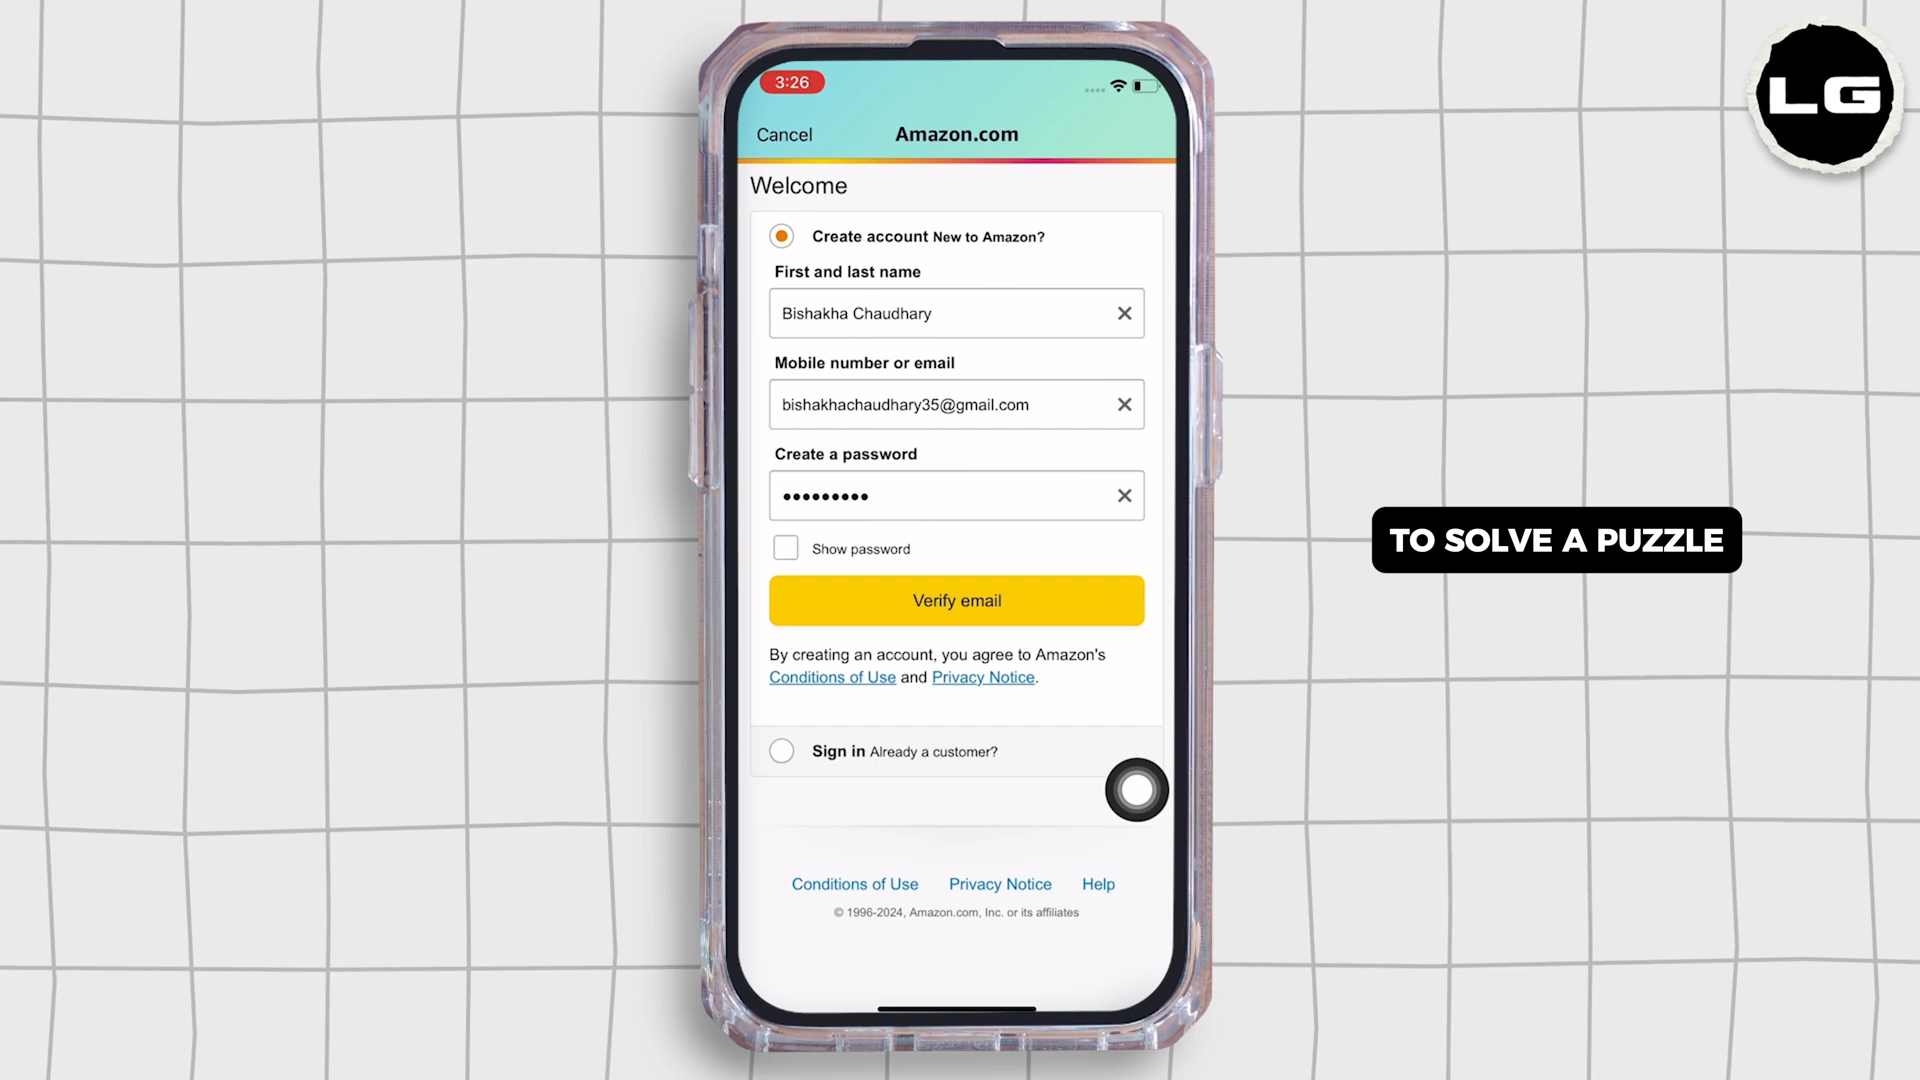 LG
3:26
Cancel
Amazon.com
Welcome
Create account New to Amazon?
First and last name
Bishakha Chaudhary
Mobile number or email
bishakhachaudhary35@gmail.com
Create a password
•••••••••
Show password
Verify email
By creating an account, you agree to Amazon's
Conditions of Use and Privacy Notice.
Sign in Already a customer?
Conditions of Use Privacy Notice Help
© 1996-2024, Amazon.com, Inc. or its affiliates
TO SOLVE A PUZZLE